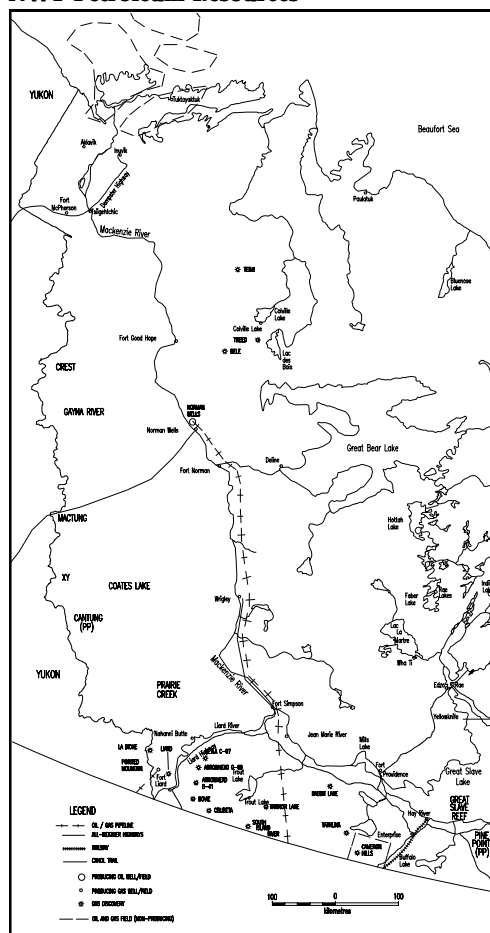 YUKON
Tuktoyaktuk
Beaufort Sea
Aklavik
Inuvik
Dempster Highway
Paulatuk
Fort
McPherson
Tsiigehtchic
Mackenzie River
TEDJI
Bluenose
Lake
Colville
Lake
Colville Lake
Fort Good Hope
TREED
BELE
Lac
des
Bois
CREST
GAYNA RIVER
NORMAN
WELLS
Norman Wells
Great Bear Lake
Fort Norman
Deline
MACTUNG
Hottah Lake
XY
COATES LAKE
Faber
Lake
Rae
Lakes
Wrigley
CANTUNG
(PP)
Lac
La
Martre
Wha Ti
Mackenzie River
YUKON
PRAIRIE
CREEK
Edzo
Rae
Fort Simpson
Yellowknife
Nahanni Butte
Liard River
Jean Marie River
Mills
Lake
LA BICHE
LIARD
POINTED
MOUNTAIN
Fort
Liard
ARROWHEAD
B-41
Trout
Lake
Trout Lake
RABBIT LAKE
Fort
Providence
Great Slave
Lake
GREAT
SLAVE
REEF
BOVIE
CELIBETA
SOUTH
ISLAND
RIVER
TATHLINA
Enterprise
Hay River
CAMERON
HILLS
Buffalo
Lake
PINE
POINT
(PP)
LEGEND
OIL / GAS PIPELINE
ALL-WEATHER HIGHWAYS
RAILWAY
CANOL TRAIL
PRODUCING OIL WELL/FIELD
PRODUCING GAS WELL/FIELD
GAS DISCOVERY
OIL AND GAS FIELD (NON-PRODUCING)
100 0 100
kilometres